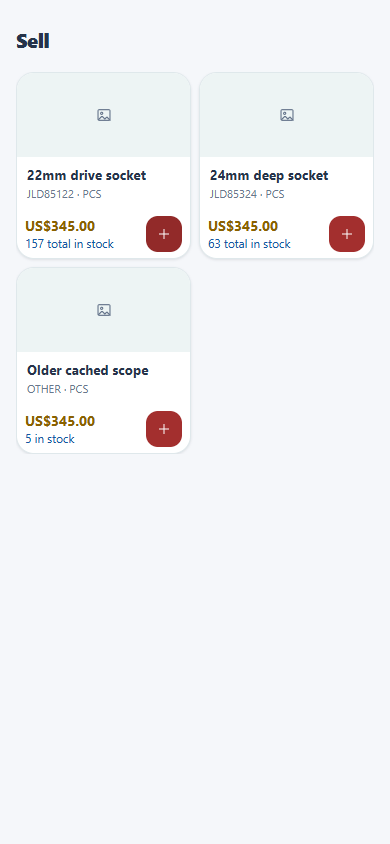 Sell
22mm drive socket
JLD85122 · PCS
US$345.00
157 total in stock
24mm deep socket
JLD85324 · PCS
US$345.00
63 total in stock
Older cached scope
OTHER · PCS
US$345.00
5 in stock